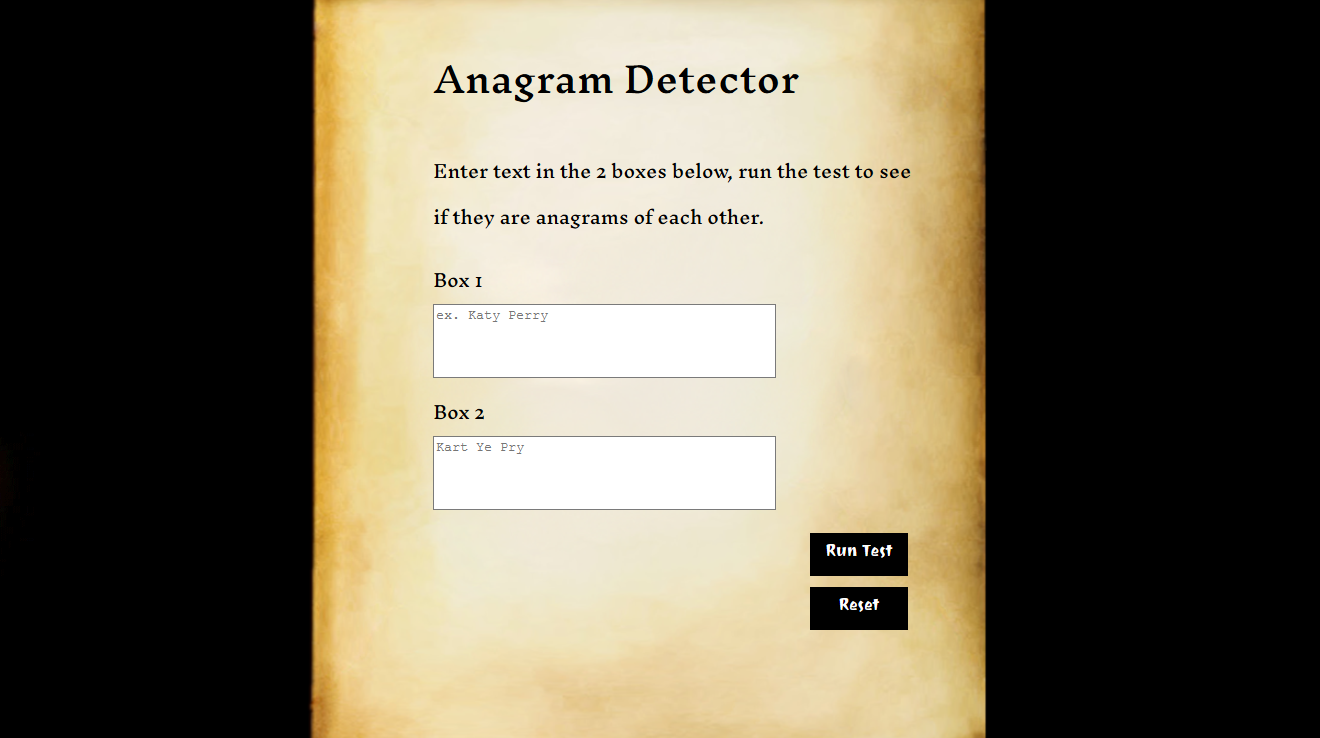 Anagram Detector
Enter text in the 2 boxes below, run the test to see
if they are anagrams of each other.
Box 1
ex. Katy Perry
Box 2
Kart Ye Pry
Run Test
Reset